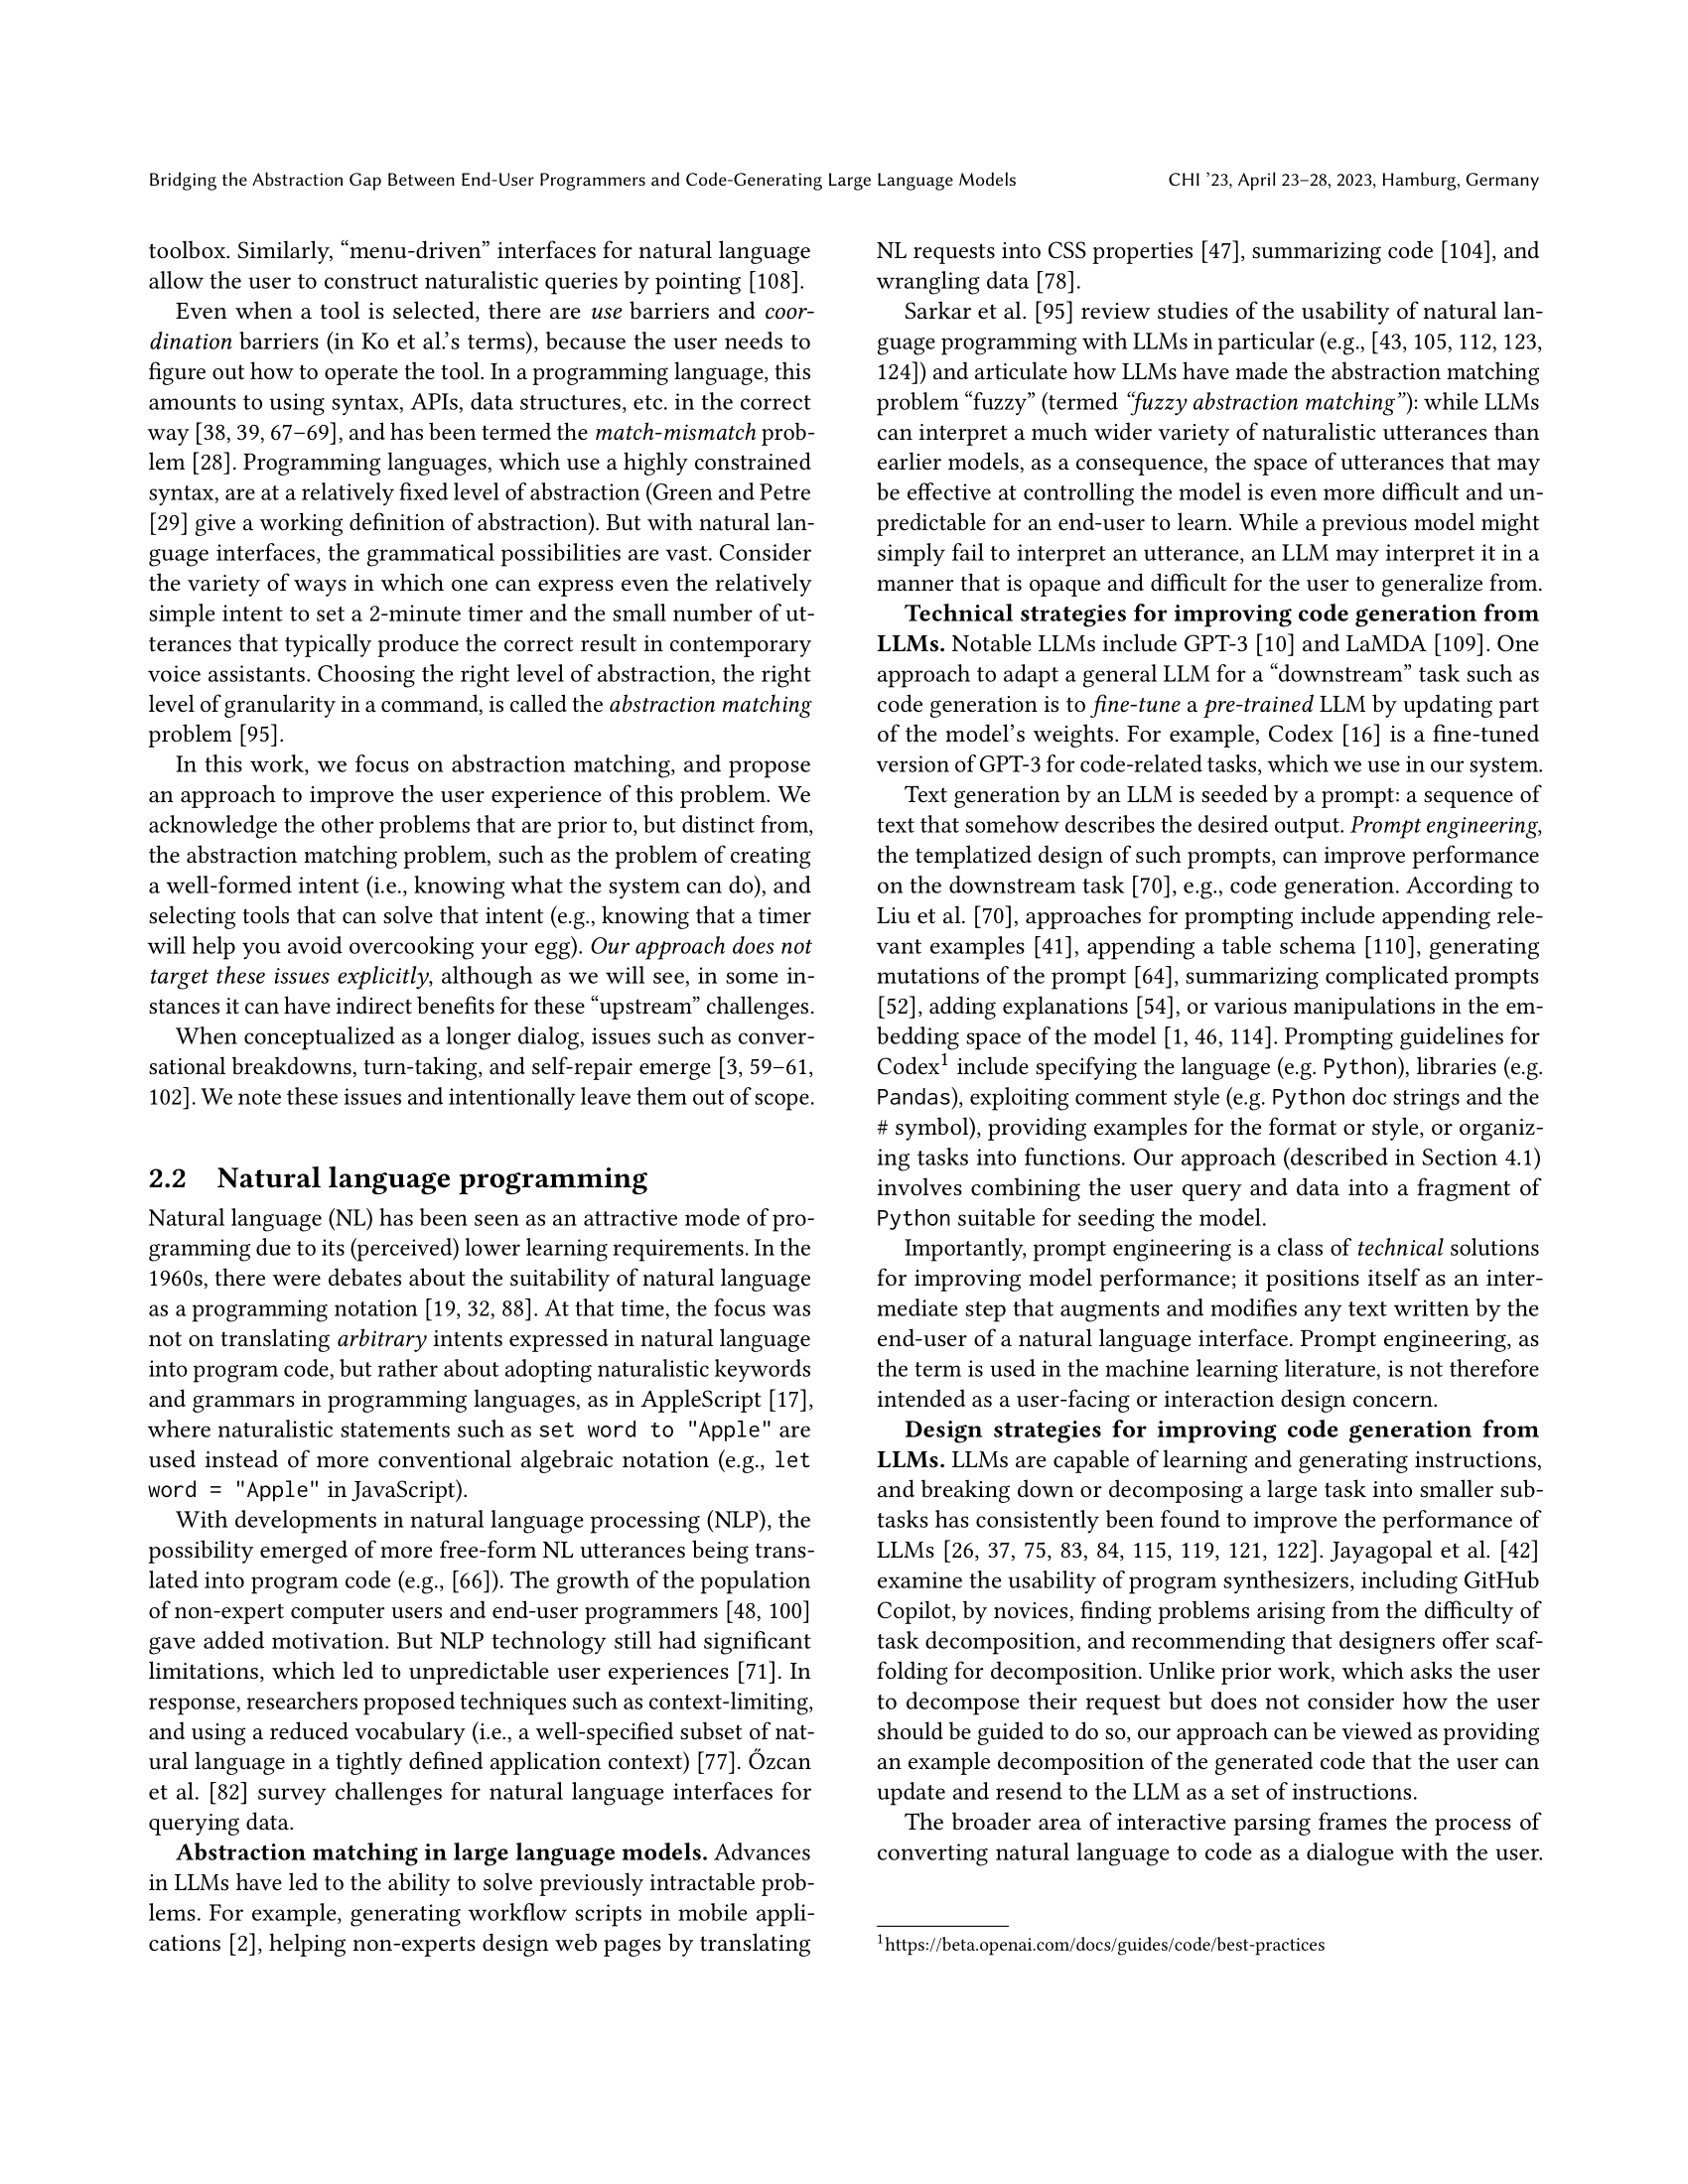 Bridging the Abstraction Gap Between End-User Programmers and Code-Generating Large Language Models
CHI ’23, April 23–28, 2023, Hamburg, Germany
toolbox. Similarly, “menu-driven” interfaces for natural language
allow the user to construct naturalistic queries by pointing [108].
Even when a tool is selected, there are use barriers and coor-
dination barriers (in Ko et al.’s terms), because the user needs to
figure out how to operate the tool. In a programming language, this
amounts to using syntax, APIs, data structures, etc. in the correct
way [38, 39, 67–69], and has been termed the match-mismatch prob-
lem [28]. Programming languages, which use a highly constrained
syntax, are at a relatively fixed level of abstraction (Green and Petre
[29] give a working definition of abstraction). But with natural lan-
guage interfaces, the grammatical possibilities are vast. Consider
the variety of ways in which one can express even the relatively
simple intent to set a 2-minute timer and the small number of ut-
terances that typically produce the correct result in contemporary
voice assistants. Choosing the right level of abstraction, the right
level of granularity in a command, is called the abstraction matching
problem [95].
In this work, we focus on abstraction matching, and propose
an approach to improve the user experience of this problem. We
acknowledge the other problems that are prior to, but distinct from,
the abstraction matching problem, such as the problem of creating
a well-formed intent (i.e., knowing what the system can do), and
selecting tools that can solve that intent (e.g., knowing that a timer
will help you avoid overcooking your egg). Our approach does not
target these issues explicitly, although as we will see, in some in-
stances it can have indirect benefits for these “upstream” challenges.
When conceptualized as a longer dialog, issues such as conver-
sational breakdowns, turn-taking, and self-repair emerge [3, 59–61,
102]. We note these issues and intentionally leave them out of scope.
2.2 Natural language programming
Natural language (NL) has been seen as an attractive mode of pro-
gramming due to its (perceived) lower learning requirements. In the
1960s, there were debates about the suitability of natural language
as a programming notation [19, 32, 88]. At that time, the focus was
not on translating arbitrary intents expressed in natural language
into program code, but rather about adopting naturalistic keywords
and grammars in programming languages, as in AppleScript [17],
where naturalistic statements such as set word to "Apple" are
used instead of more conventional algebraic notation (e.g., let
word = "Apple" in JavaScript).
With developments in natural language processing (NLP), the
possibility emerged of more free-form NL utterances being trans-
lated into program code (e.g., [66]). The growth of the population
of non-expert computer users and end-user programmers [48, 100]
gave added motivation. But NLP technology still had significant
limitations, which led to unpredictable user experiences [71]. In
response, researchers proposed techniques such as context-limiting,
and using a reduced vocabulary (i.e., a well-specified subset of nat-
ural language in a tightly defined application context) [77]. Őzcan
et al. [82] survey challenges for natural language interfaces for
querying data.
Abstraction matching in large language models. Advances
in LLMs have led to the ability to solve previously intractable prob-
lems. For example, generating workflow scripts in mobile appli-
cations [2], helping non-experts design web pages by translating
NL requests into CSS properties [47], summarizing code [104], and
wrangling data [78].
Sarkar et al. [95] review studies of the usability of natural lan-
guage programming with LLMs in particular (e.g., [43, 105, 112, 123,
124]) and articulate how LLMs have made the abstraction matching
problem “fuzzy” (termed “fuzzy abstraction matching”): while LLMs
can interpret a much wider variety of naturalistic utterances than
earlier models, as a consequence, the space of utterances that may
be effective at controlling the model is even more difficult and un-
predictable for an end-user to learn. While a previous model might
simply fail to interpret an utterance, an LLM may interpret it in a
manner that is opaque and difficult for the user to generalize from.
Technical strategies for improving code generation from
LLMs. Notable LLMs include GPT-3 [10] and LaMDA [109]. One
approach to adapt a general LLM for a “downstream” task such as
code generation is to fine-tune a pre-trained LLM by updating part
of the model’s weights. For example, Codex [16] is a fine-tuned
version of GPT-3 for code-related tasks, which we use in our system.
Text generation by an LLM is seeded by a prompt: a sequence of
text that somehow describes the desired output. Prompt engineering,
the templatized design of such prompts, can improve performance
on the downstream task [70], e.g., code generation. According to
Liu et al. [70], approaches for prompting include appending rele-
vant examples [41], appending a table schema [110], generating
mutations of the prompt [64], summarizing complicated prompts
[52], adding explanations [54], or various manipulations in the em-
bedding space of the model [1, 46, 114]. Prompting guidelines for
Codex1 include specifying the language (e.g. Python), libraries (e.g.
Pandas), exploiting comment style (e.g. Python doc strings and the
# symbol), providing examples for the format or style, or organiz-
ing tasks into functions. Our approach (described in Section 4.1)
involves combining the user query and data into a fragment of
Python suitable for seeding the model.
Importantly, prompt engineering is a class of technical solutions
for improving model performance; it positions itself as an inter-
mediate step that augments and modifies any text written by the
end-user of a natural language interface. Prompt engineering, as
the term is used in the machine learning literature, is not therefore
intended as a user-facing or interaction design concern.
Design strategies for improving code generation from
LLMs. LLMs are capable of learning and generating instructions,
and breaking down or decomposing a large task into smaller sub-
tasks has consistently been found to improve the performance of
LLMs [26, 37, 75, 83, 84, 115, 119, 121, 122]. Jayagopal et al. [42]
examine the usability of program synthesizers, including GitHub
Copilot, by novices, finding problems arising from the difficulty of
task decomposition, and recommending that designers offer scaf-
folding for decomposition. Unlike prior work, which asks the user
to decompose their request but does not consider how the user
should be guided to do so, our approach can be viewed as providing
an example decomposition of the generated code that the user can
update and resend to the LLM as a set of instructions.
The broader area of interactive parsing frames the process of
converting natural language to code as a dialogue with the user.
1https://beta.openai.com/docs/guides/code/best-practices